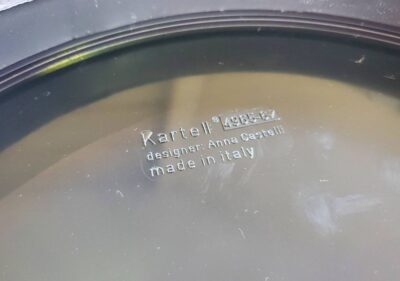 Kartell®
designer: Anna Castelli
made in italy